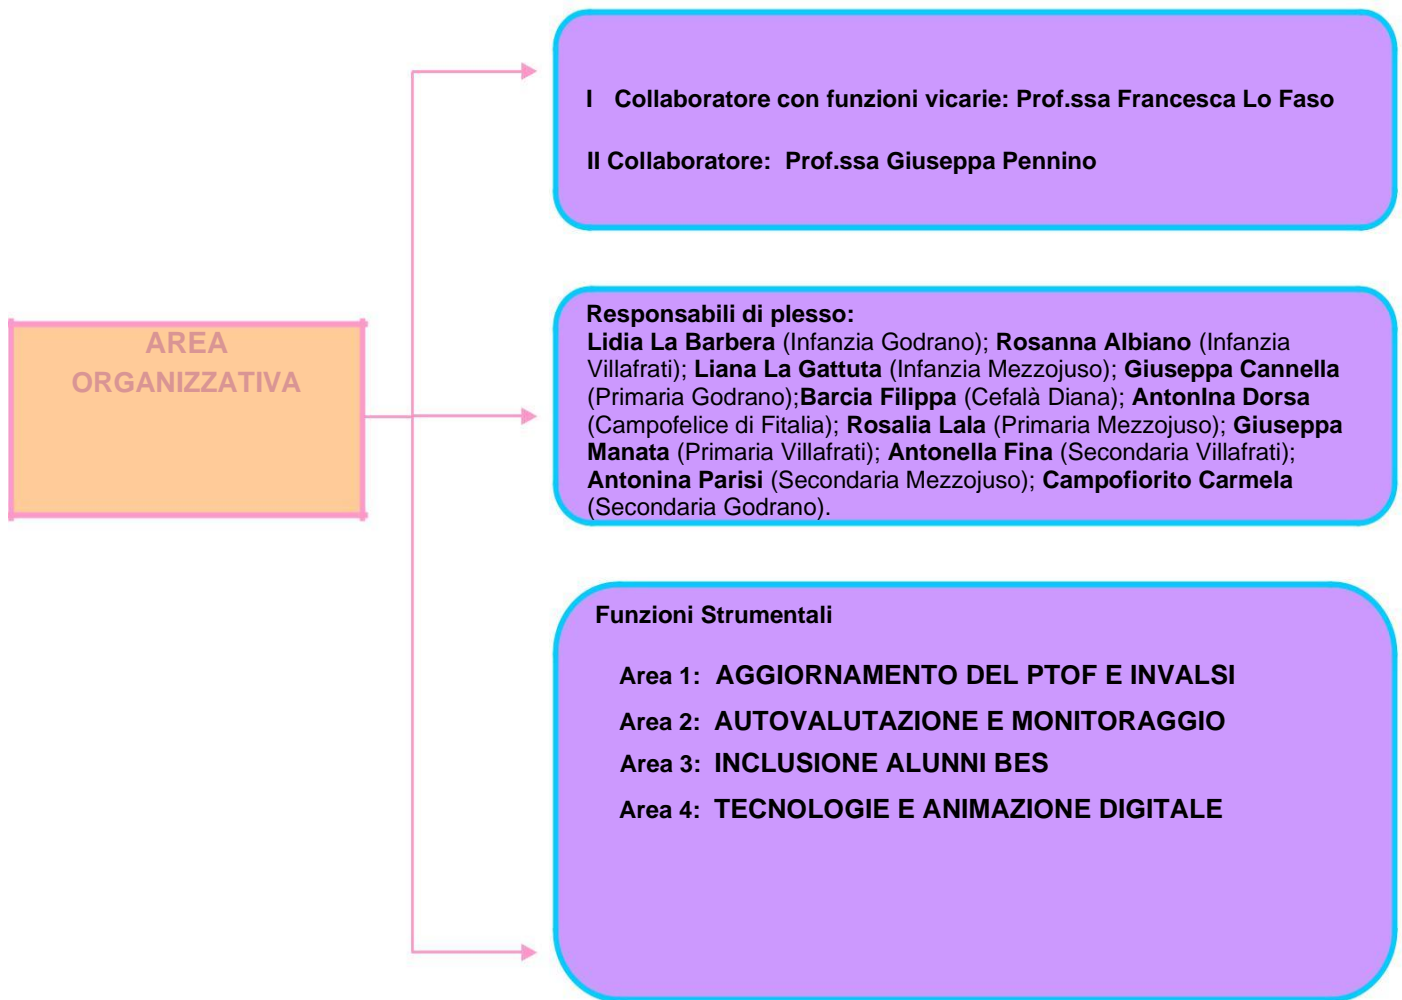 AREA
ORGANIZZATIVA
I Collaboratore con funzioni vicarie: Prof.ssa Francesca Lo Faso
II Collaboratore: Prof.ssa Giuseppa Pennino
Responsabili di plesso:
Lidia La Barbera (Infanzia Godrano); Rosanna Albiano (Infanzia
Villafrati); Liana La Gattuta (Infanzia Mezzojuso); Giuseppa Cannella
(Primaria Godrano);Barcia Filippa (Cefalà Diana); AntonIna Dorsa
(Campofelice di Fitalia); Rosalia Lala (Primaria Mezzojuso); Giuseppa
Manata (Primaria Villafrati); Antonella Fina (Secondaria Villafrati);
Antonina Parisi (Secondaria Mezzojuso); Campofiorito Carmela
(Secondaria Godrano).
Funzioni Strumentali
Area 1: AGGIORNAMENTO DEL PTOF E INVALSI
Area 2: AUTOVALUTAZIONE E MONITORAGGIO
Area 3: INCLUSIONE ALUNNI BES
Area 4: TECNOLOGIE E ANIMAZIONE DIGITALE